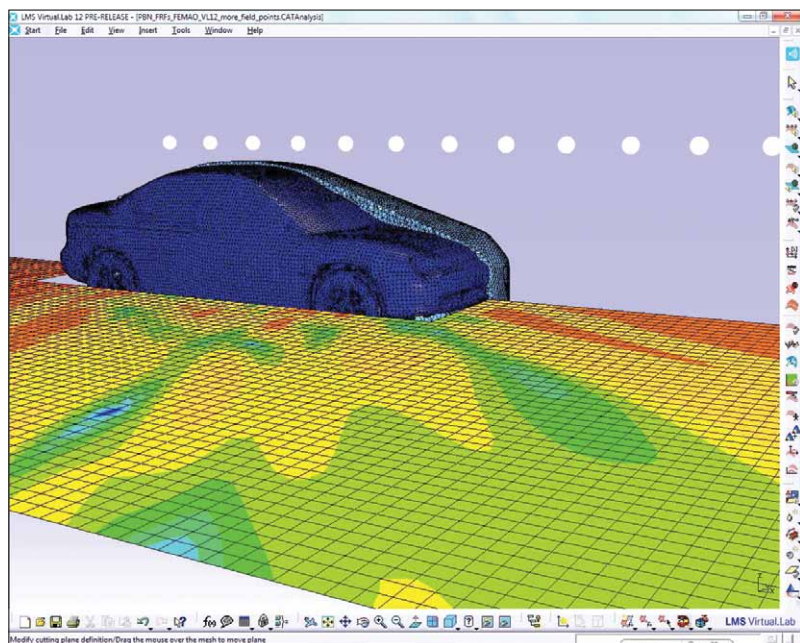 LMS Virtual.Lab 12 PRE-RELEASE - [PBN_FRFs_FEMAO_VL12_more_field_points.CATAnalysis]
Start File Edit View Insert Tools Window Help
LMS Virtual.Lab
Modify cutting plane definition/Drag the mouse over the mesh to move plane